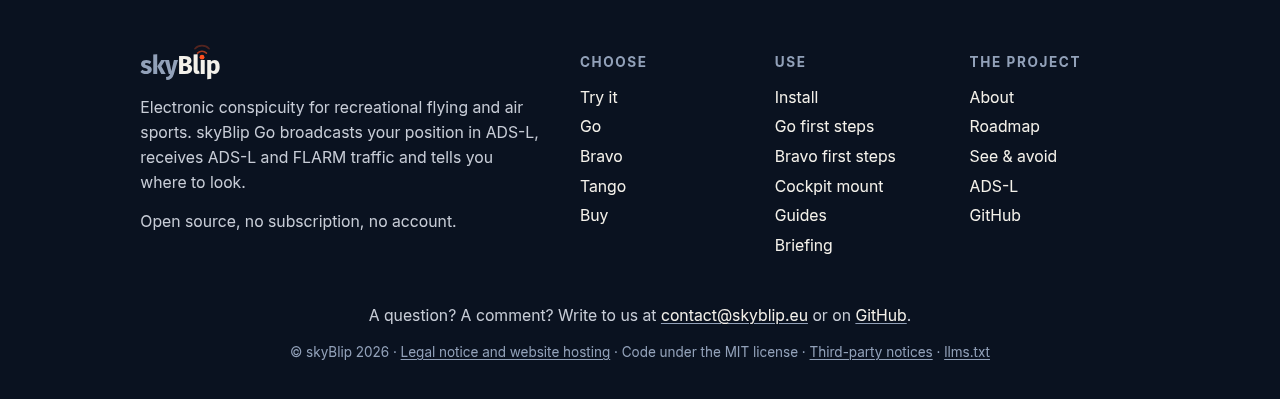 skyBlip
Electronic conspicuity for recreational flying and air
sports. skyBlip Go broadcasts your position in ADS-L,
receives ADS-L and FLARM traffic and tells you
where to look.
Open source, no subscription, no account.
CHOOSE
Try it
Go
Bravo
Tango
Buy
USE
Install
Go first steps
Bravo first steps
Cockpit mount
Guides
Briefing
THE PROJECT
About
Roadmap
See & avoid
ADS-L
GitHub
A question? A comment? Write to us at contact@skyblip.eu or on GitHub.
© skyBlip 2026 · Legal notice and website hosting · Code under the MIT license · Third-party notices · llms.txt